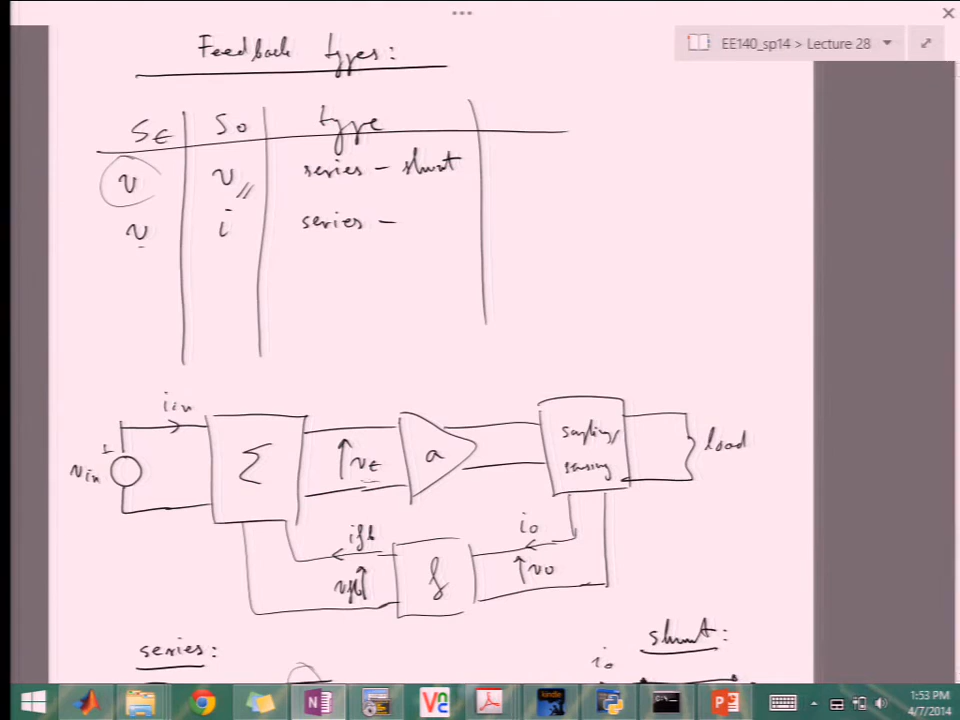 EE140_sp14 > Lecture 28
Feedback types:
Sε So type
v v series - shunt
v i series -
iin
Σ
vin
vε
a
sampling/
sensing
load
ifb
vfb
f
io
vo
series:
shunt:
io
1:53 PM
4/7/2014